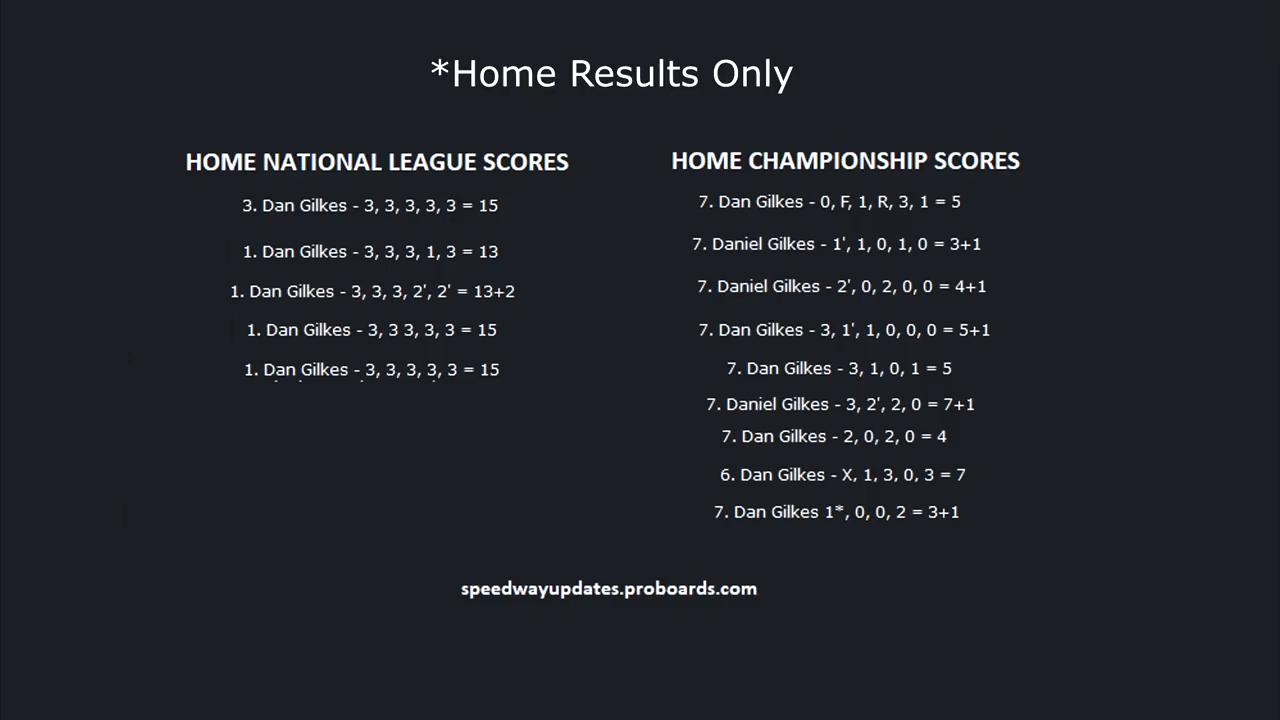 *Home Results Only
HOME NATIONAL LEAGUE SCORES
3. Dan Gilkes - 3, 3, 3, 3, 3 = 15
1. Dan Gilkes - 3, 3, 3, 1, 3 = 13
1. Dan Gilkes - 3, 3, 3, 2', 2' = 13+2
1. Dan Gilkes - 3, 3 3, 3, 3 = 15
1. Dan Gilkes - 3, 3, 3, 3, 3 = 15
HOME CHAMPIONSHIP SCORES
7. Dan Gilkes - 0, F, 1, R, 3, 1 = 5
7. Daniel Gilkes - 1', 1, 0, 1, 0 = 3+1
7. Daniel Gilkes - 2', 0, 2, 0, 0 = 4+1
7. Dan Gilkes - 3, 1', 1, 0, 0, 0 = 5+1
7. Dan Gilkes - 3, 1, 0, 1 = 5
7. Daniel Gilkes - 3, 2', 2, 0 = 7+1
7. Dan Gilkes - 2, 0, 2, 0 = 4
6. Dan Gilkes - X, 1, 3, 0, 3 = 7
7. Dan Gilkes 1*, 0, 0, 2 = 3+1
speedwayupdates.proboards.com